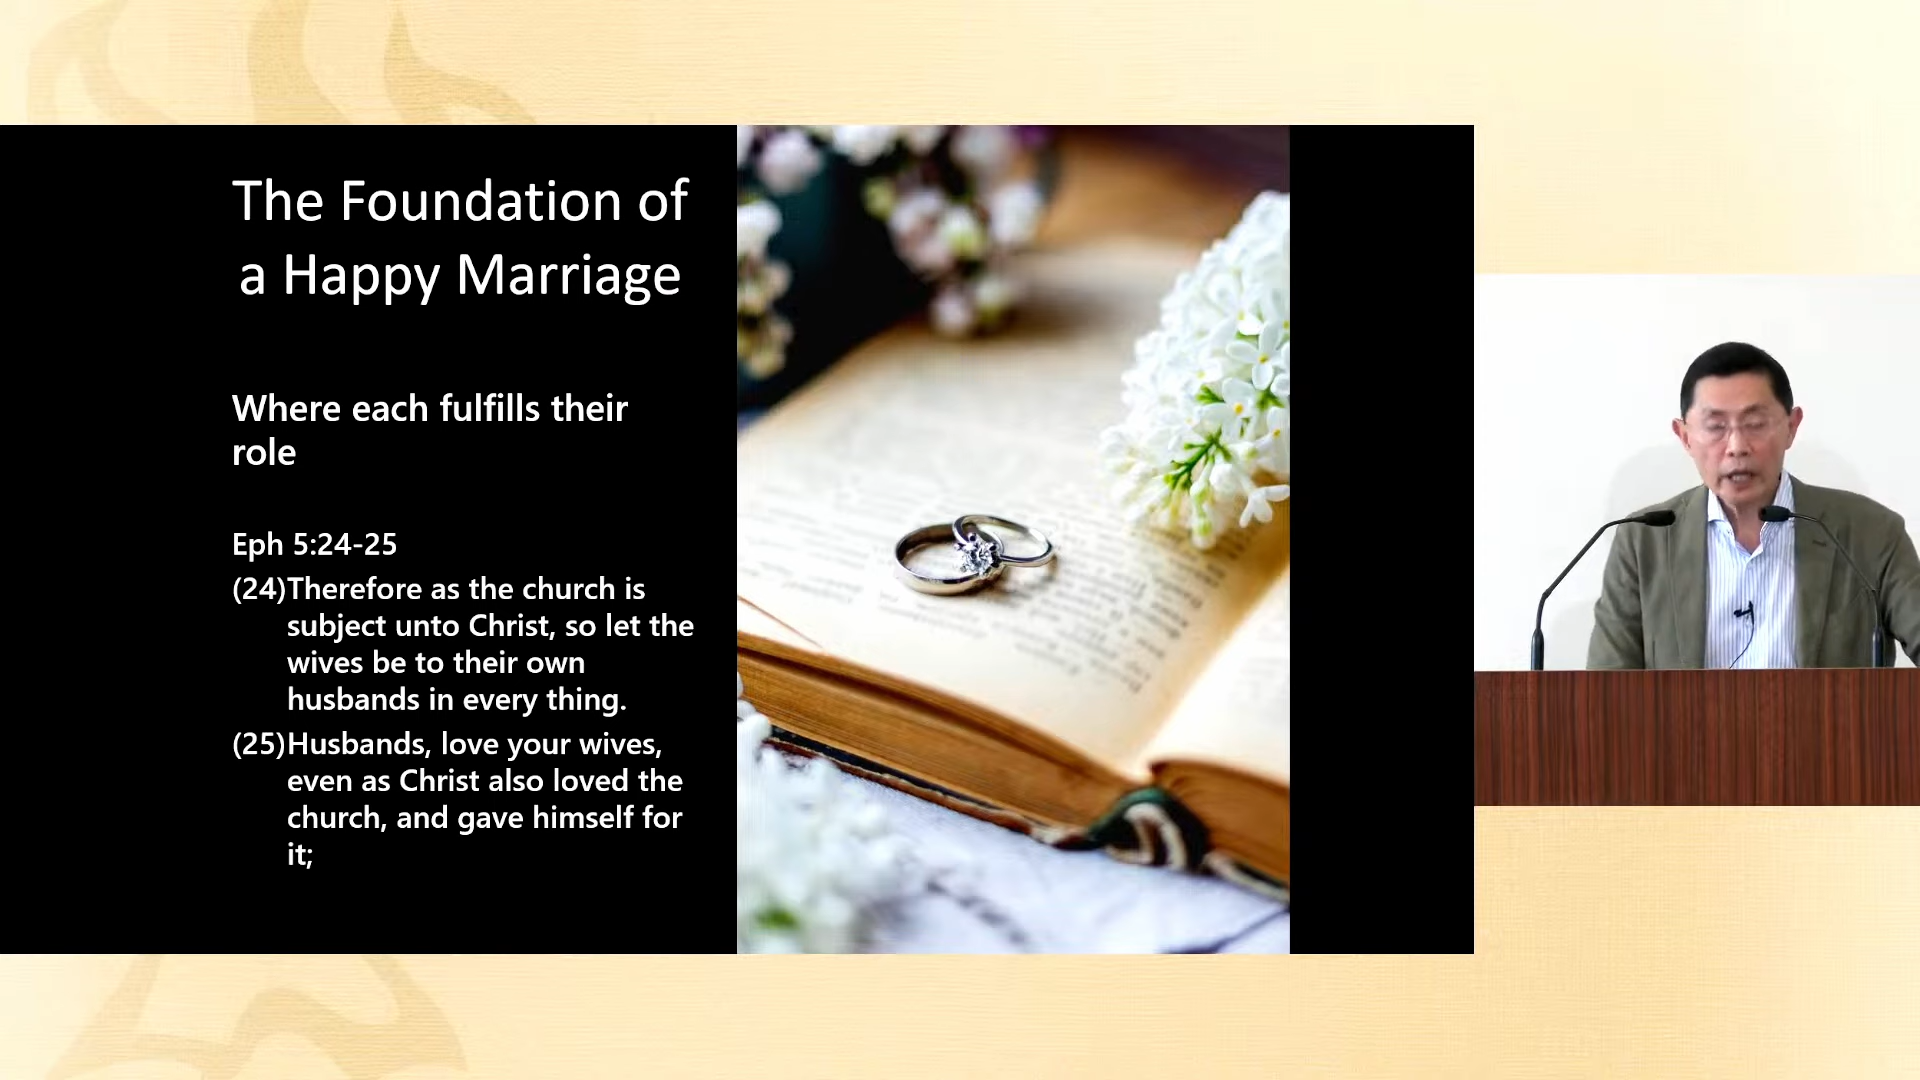 The Foundation of
a Happy Marriage
Where each fulfills their
role
Eph 5:24-25
(24)Therefore as the church is
subject unto Christ, so let the
wives be to their own
husbands in every thing.
(25)Husbands, love your wives,
even as Christ also loved the
church, and gave himself for
it;